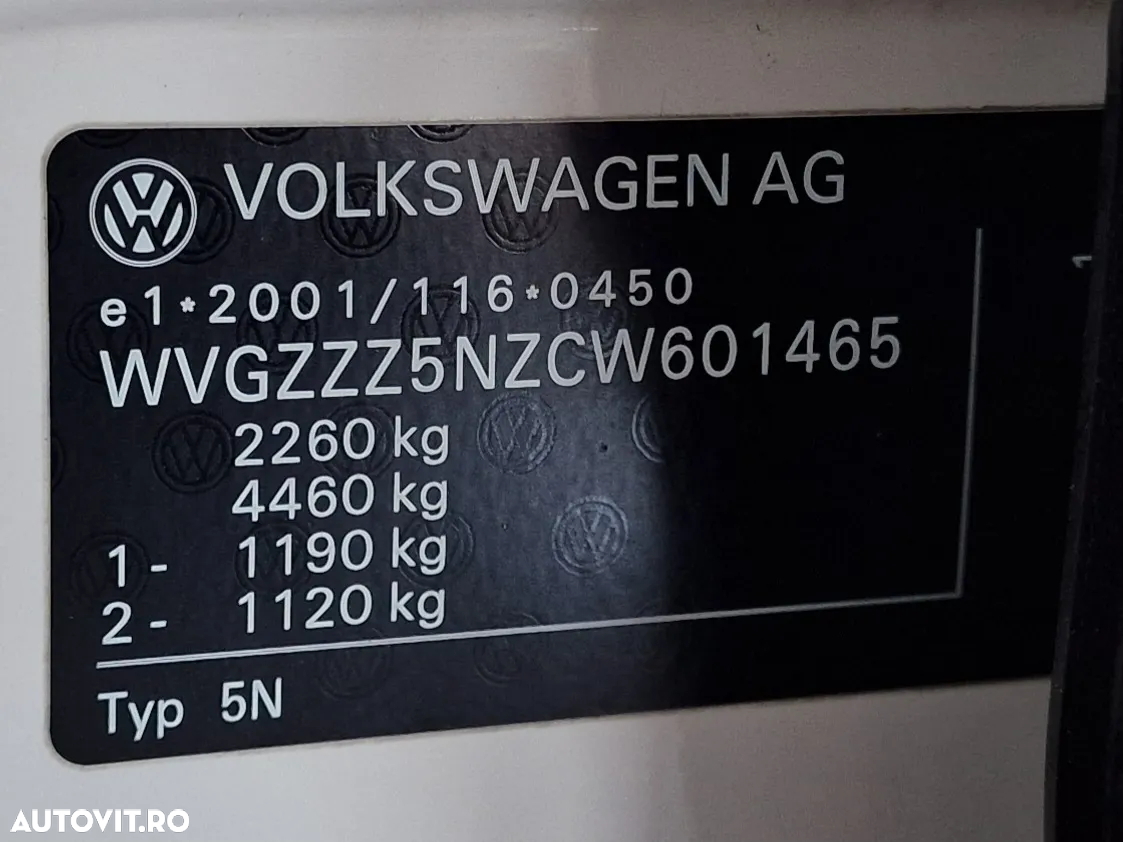 VOLKSWAGEN AG
e1*2001/116*0450
WVGZZZ5NZCW601465
2260 kg
4460 kg
1- 1190 kg
2- 1120 kg
Typ 5N
1
AUTOVIT.RO